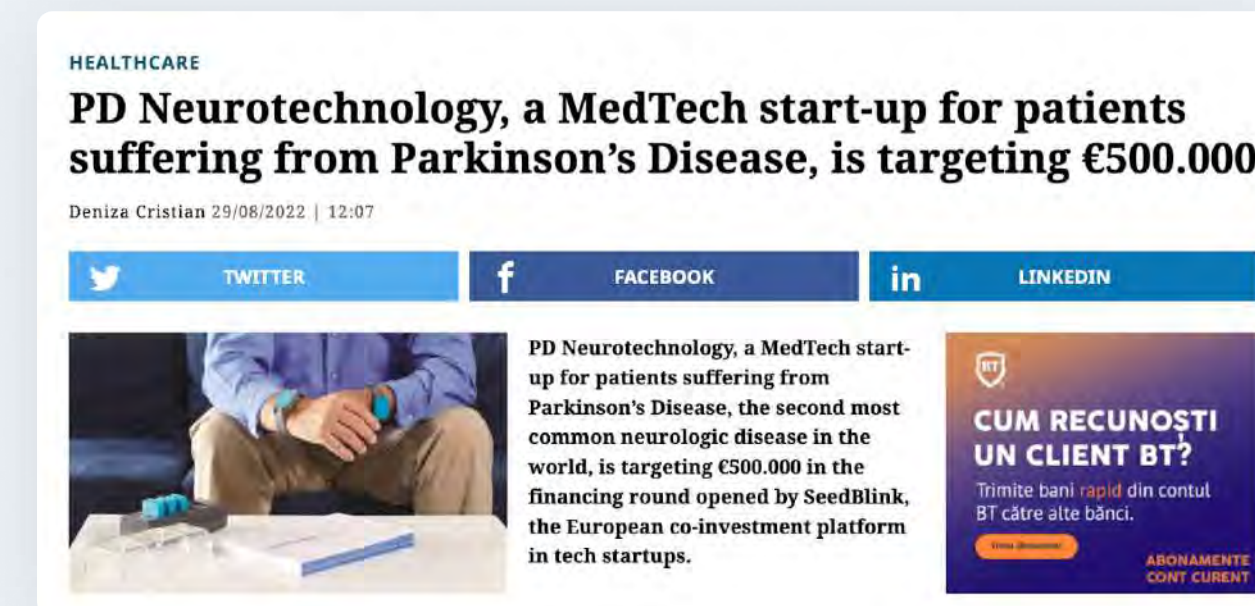 HEALTHCARE
PD Neurotechnology, a MedTech start-up for patients
suffering from Parkinson’s Disease, is targeting €500.000
Deniza Cristian 29/08/2022 | 12:07
TWITTER
f FACEBOOK
in LINKEDIN
PD Neurotechnology, a MedTech start-
up for patients suffering from
Parkinson’s Disease, the second most
common neurologic disease in the
world, is targeting €500.000 in the
financing round opened by SeedBlink,
the European co-investment platform
in tech startups.
BT
CUM RECUNOȘTI
UN CLIENT BT?
Trimite bani rapid din contul
BT către alte bănci.
ABONAMENTE
CONT CURENT